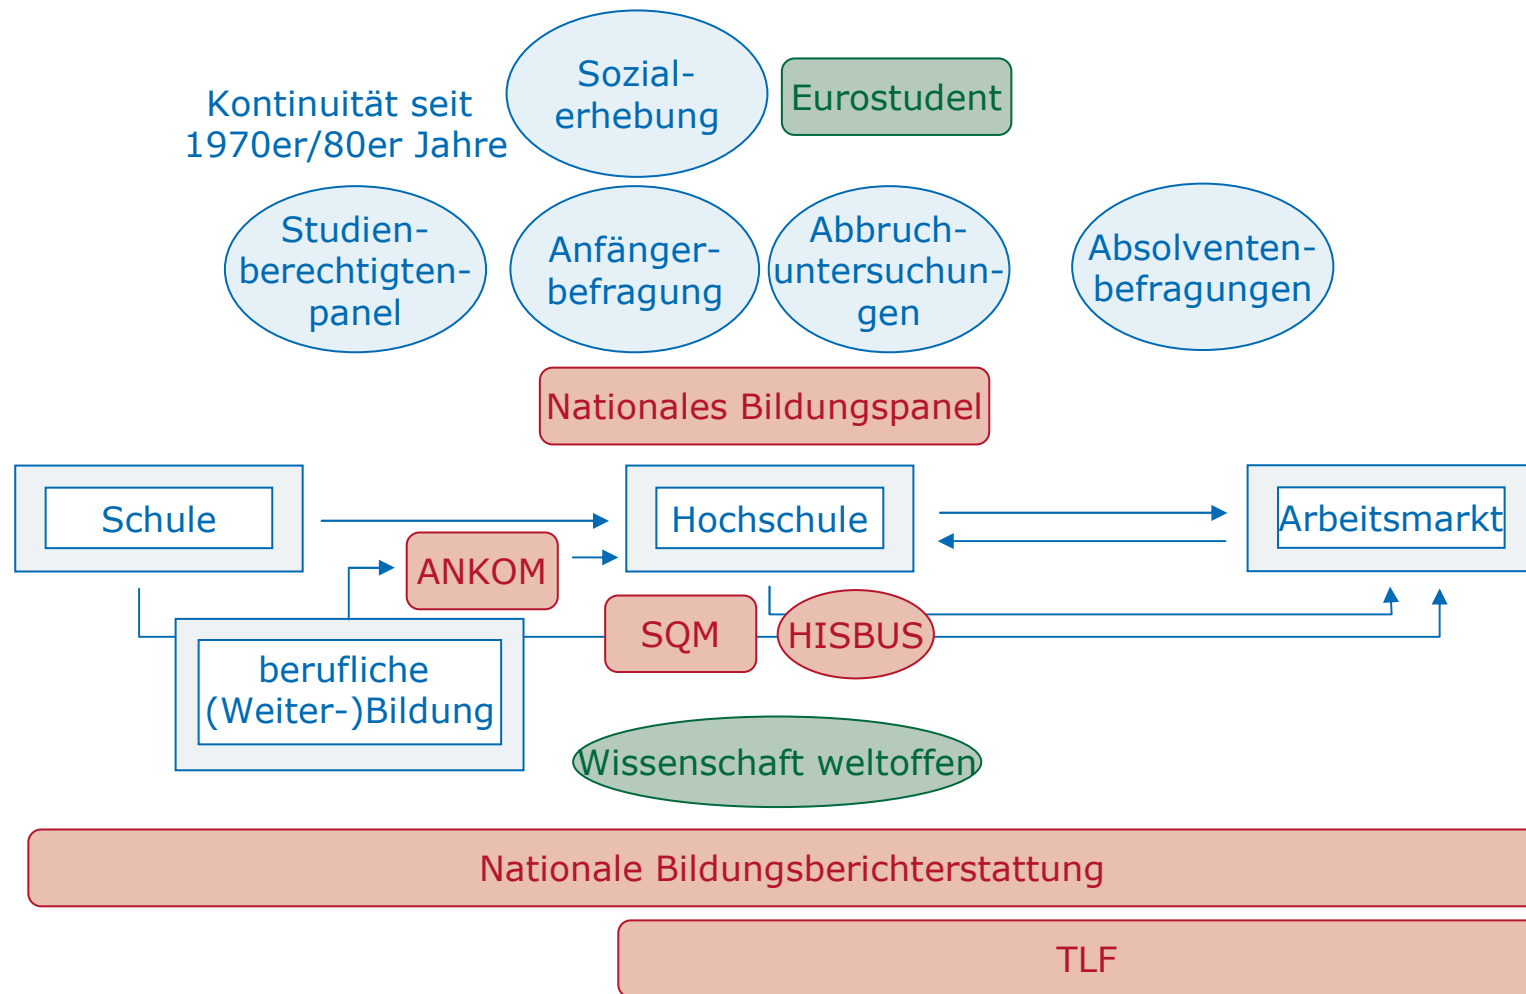 Sozial-
erhebung
Eurostudent
Kontinuität seit
1970er/80er Jahre
Studien-
berechtigten-
panel
Anfänger-
befragung
Abbruch-
untersuchun-
gen
Absolventen-
befragungen
Nationales Bildungspanel
Schule
Hochschule
Arbeitsmarkt
ANKOM
SQM
HISBUS
berufliche
(Weiter-)Bildung
Wissenschaft weltoffen
Nationale Bildungsberichterstattung
TLF